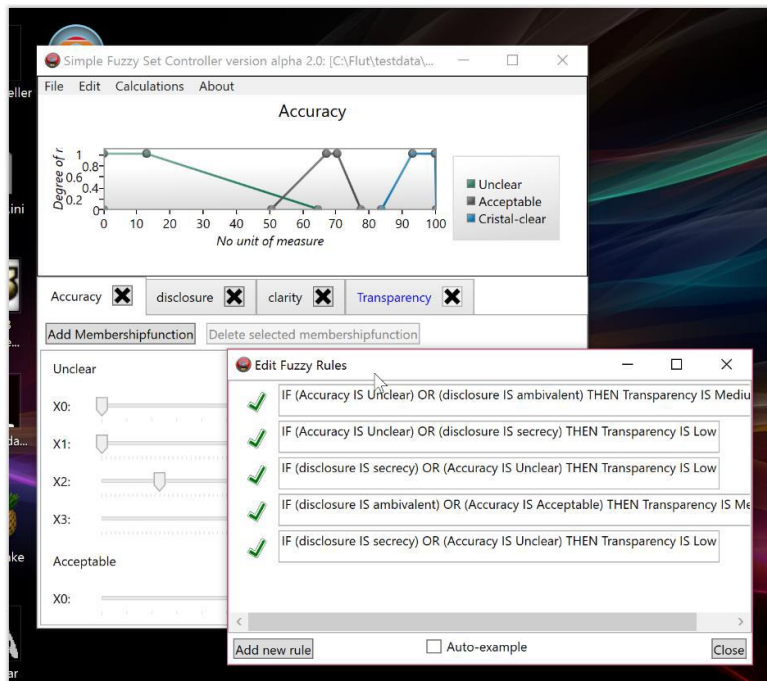 Simple Fuzzy Set Controller version alpha 2.0: [C:\Flut\testdata\...
eller
File Edit Calculations About
Accuracy
Degree of r
1
0.8
0.6
0.4
0.2
0
0 10 20 30 40 50 60 70 80 90 100
No unit of measure
Unclear
Acceptable
Cristal-clear
ini
Accuracy disclosure clarity Transparency
Add Membershipfunction Delete selected membershipfunction
Unclear
X0:
X1:
X2:
X3:
Acceptable
X0:
da...
ake
ar
Edit Fuzzy Rules
IF (Accuracy IS Unclear) OR (disclosure IS ambivalent) THEN Transparency IS Mediu
IF (Accuracy IS Unclear) OR (disclosure IS secrecy) THEN Transparency IS Low
IF (disclosure IS secrecy) OR (Accuracy IS Unclear) THEN Transparency IS Low
IF (disclosure IS ambivalent) OR (Accuracy IS Acceptable) THEN Transparency IS Me
IF (disclosure IS secrecy) OR (Accuracy IS Unclear) THEN Transparency IS Low
Add new rule Auto-example Close